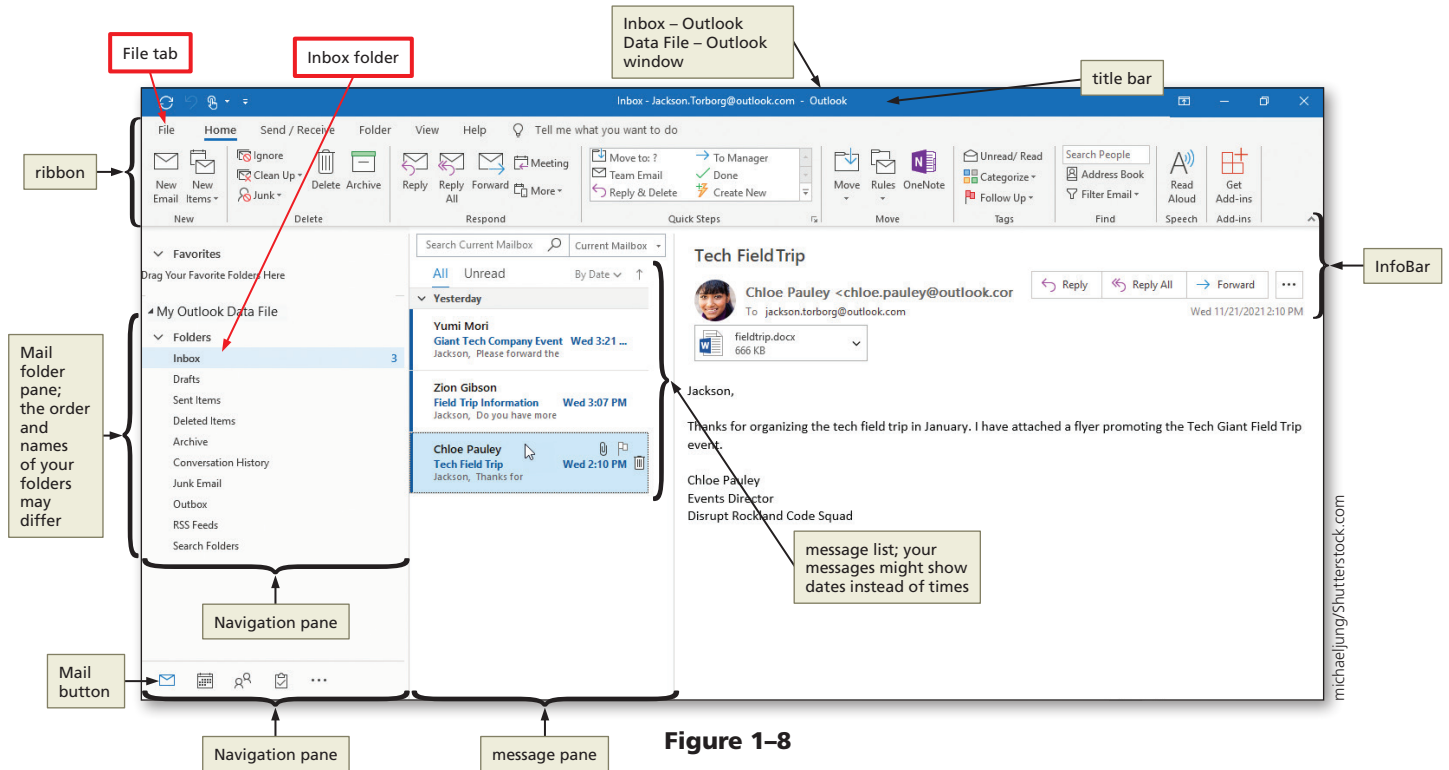 Inbox – Outlook
Data File – Outlook
window
File tab
Inbox folder
title bar
Inbox - Jackson.Torborg@outlook.com - Outlook
File Home Send / Receive Folder View Help Tell me what you want to do
ribbon
New Email
New Items
Ignore
Clean Up
Junk
Delete
Archive
Reply
Reply All
Forward
Meeting
More
Move to: ?
Team Email
Reply & Delete
To Manager
Done
Create New
Move
Rules
OneNote
Unread/ Read
Categorize
Follow Up
Search People
Address Book
Filter Email
Read Aloud
Get Add-ins
New Delete Respond Quick Steps Move Tags Find Speech Add-ins
InfoBar
Favorites
Drag Your Favorite Folders Here
My Outlook Data File
Folders
Inbox 3
Drafts
Sent Items
Deleted Items
Archive
Conversation History
Junk Email
Outbox
RSS Feeds
Search Folders
Mail
folder
pane;
the order
and
names
of your
folders
may
differ
Navigation pane
Mail
button
Navigation pane
Search Current Mailbox Current Mailbox
All Unread By Date
Yesterday
Yumi Mori
Giant Tech Company Event Wed 3:21 ...
Jackson, Please forward the
Zion Gibson
Field Trip Information Wed 3:07 PM
Jackson, Do you have more
Chloe Pauley
Tech Field Trip Wed 2:10 PM
Jackson, Thanks for
message pane
Tech Field Trip
Chloe Pauley <chloe.pauley@outlook.cor
To jackson.torborg@outlook.com
Reply Reply All Forward ...
Wed 11/21/2021 2:10 PM
fieldtrip.docx
666 KB
Jackson,
Thanks for organizing the tech field trip in January. I have attached a flyer promoting the Tech Giant Field Trip
event.
Chloe Pauley
Events Director
Disrupt Rockland Code Squad
message list; your
messages might show
dates instead of times
michaeljung/Shutterstock.com
Figure 1–8